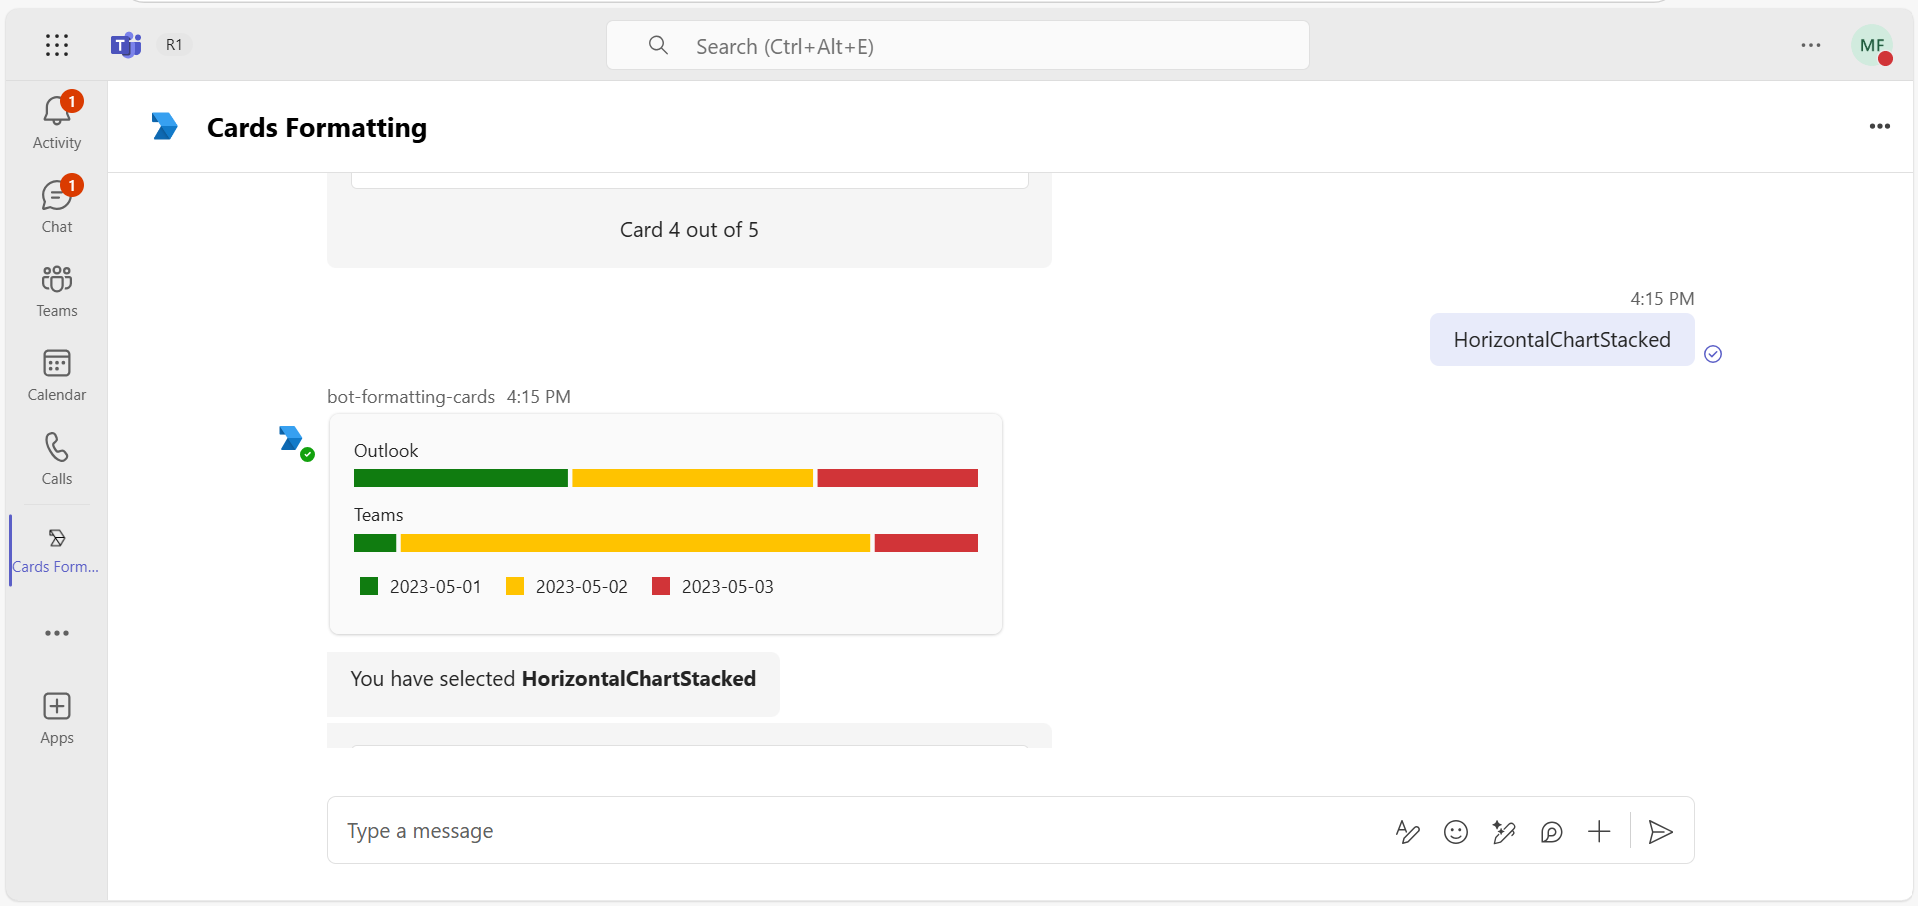 R1
Search (Ctrl+Alt+E)
MF
1
Activity
1
Chat
Teams
Calendar
Calls
Cards Form...
Apps
Cards Formatting
Card 4 out of 5
4:15 PM
HorizontalChartStacked
bot-formatting-cards 4:15 PM
Outlook
Teams
2023-05-01 2023-05-02 2023-05-03
You have selected HorizontalChartStacked
Type a message